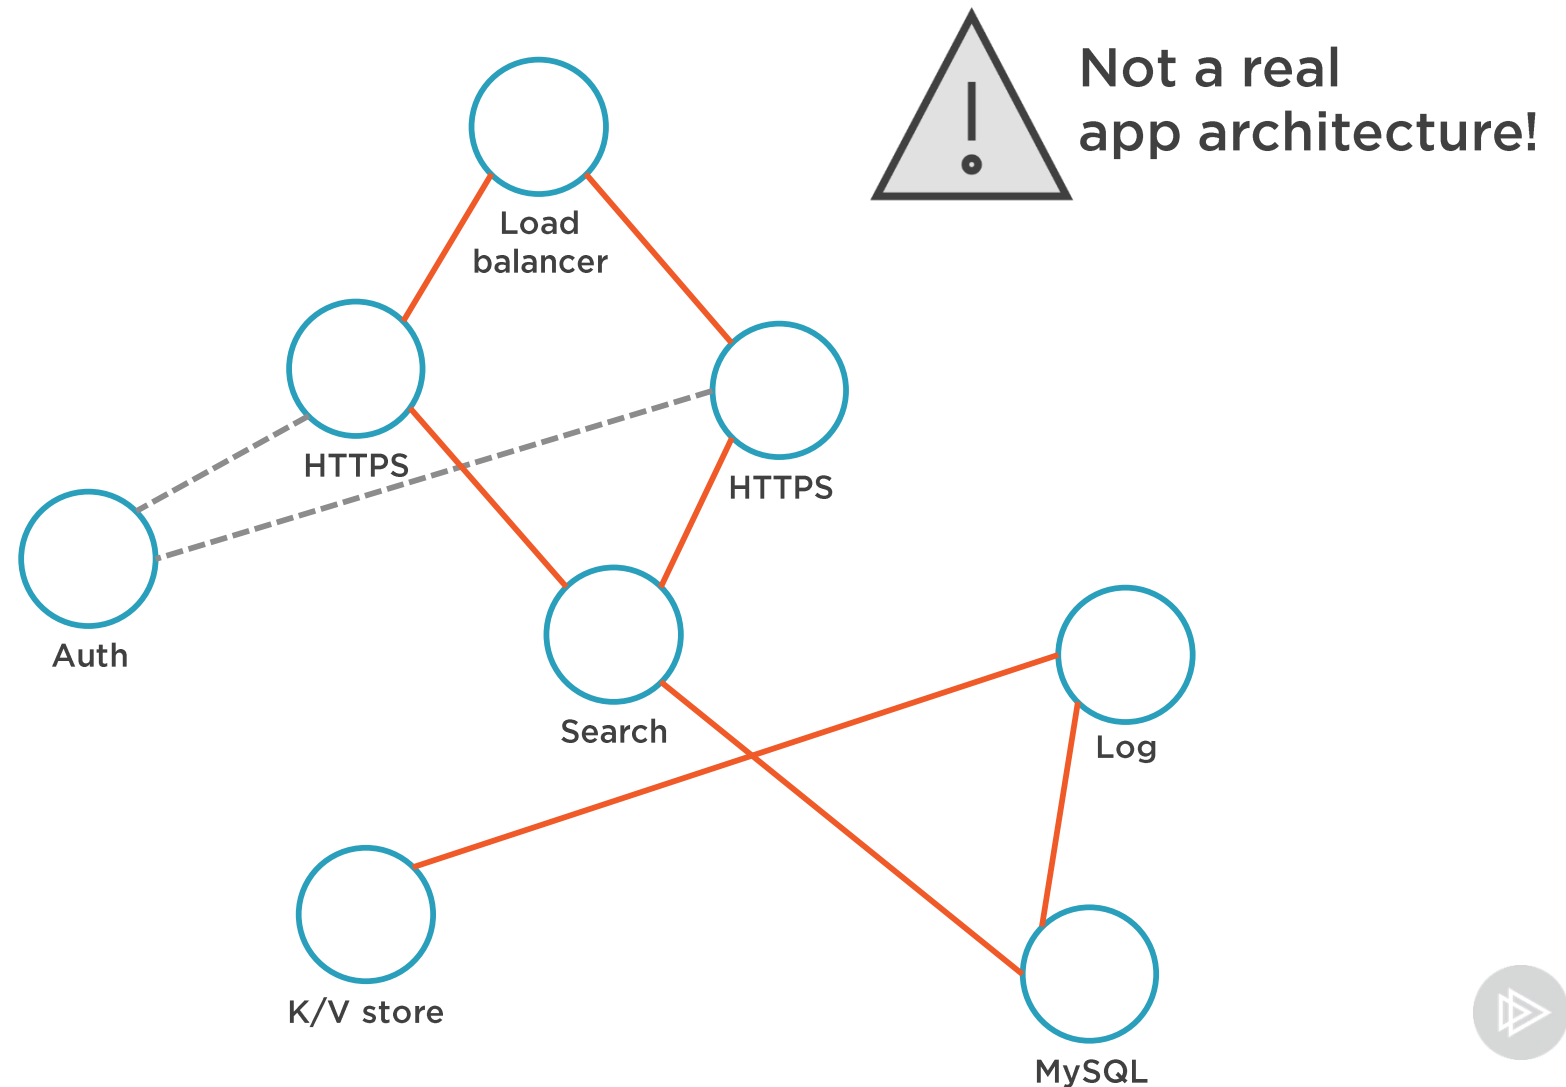 Not a real
app architecture!
Load
balancer
HTTPS
HTTPS
Auth
Search
Log
K/V store
MySQL